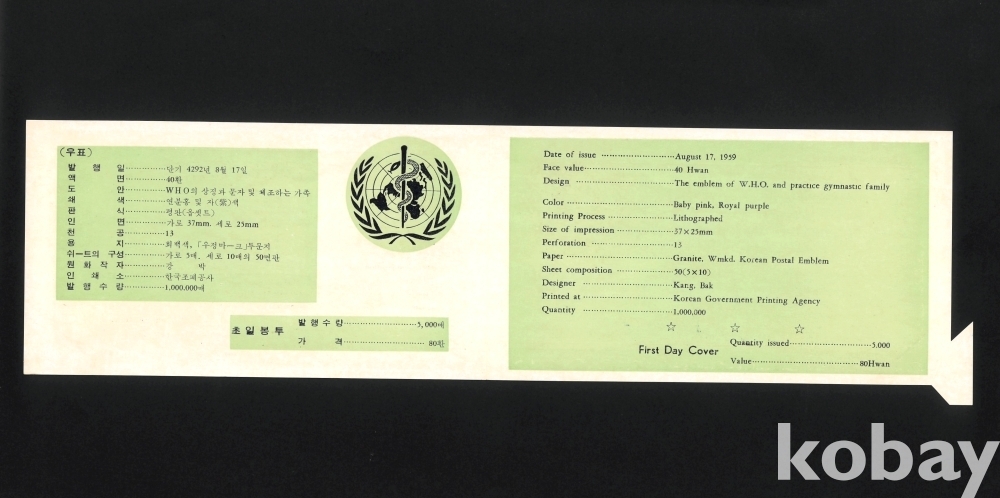 (우표)
발행일 단기 4292년 8월 17일
액면 40환
도안 WHO의 상징과 문자 및 체조하는 가족
쇄색 연분홍 및 자(紫)색
판식 평판(옵셋트)
인면 가로 37mm. 세로 25mm
천공 13
용지 회백색, 「우정마―크」투문지
쉬―트의 구성 가로 5매, 세로 10매의 50면판
원화작자 강 박
인쇄소 한국조폐공사
발행수량 1,000,000매
초일봉투
발행수량 5,000매
가격 80환
Date of issue August 17, 1959
Face value 40 Hwan
Design The emblem of W.H.O. and practice gymnastic family
Color Baby pink, Royal purple
Printing Process Lithographed
Size of impression 37×25mm
Perforation 13
Paper Granite, Wmkd. Korean Postal Emblem
Sheet composition 50(5×10)
Designer Kang, Bak
Printed at Korean Government Printing Agency
Quantity 1,000,000
First Day Cover
Quantity issued 5,000
Value 80Hwan
kobay